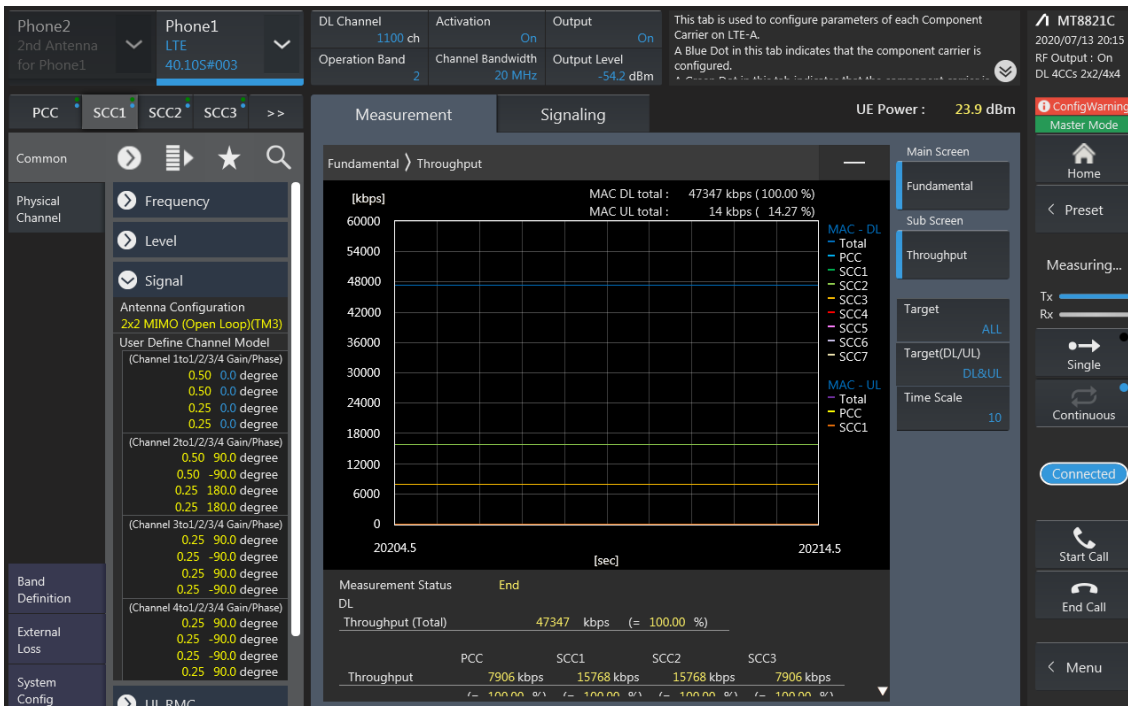 Phone2
2nd Antenna
for Phone1
Phone1
LTE
40.10S#003
DL Channel
1100 ch
Operation Band
2
Activation
On
Channel Bandwidth
20 MHz
Output
On
Output Level
-54.2 dBm
This tab is used to configure parameters of each Component
Carrier on LTE-A.
A Blue Dot in this tab indicates that the component carrier is
configured.
MT8821C
2020/07/13 20:15
RF Output : On
DL 4CCs 2x2/4x4
ConfigWarning
Master Mode
PCC SCC1 SCC2 SCC3 >>
Common
Physical
Channel
Band
Definition
External
Loss
System
Config
Frequency
Level
Signal
Antenna Configuration
2x2 MIMO (Open Loop)(TM3)
User Define Channel Model
(Channel 1to1/2/3/4 Gain/Phase)
0.50 0.0 degree
0.50 0.0 degree
0.25 0.0 degree
0.25 0.0 degree
(Channel 2to1/2/3/4 Gain/Phase)
0.50 90.0 degree
0.50 -90.0 degree
0.25 180.0 degree
0.25 180.0 degree
(Channel 3to1/2/3/4 Gain/Phase)
0.25 90.0 degree
0.25 -90.0 degree
0.25 90.0 degree
0.25 -90.0 degree
(Channel 4to1/2/3/4 Gain/Phase)
0.25 90.0 degree
0.25 -90.0 degree
0.25 -90.0 degree
0.25 90.0 degree
UL RMC
Measurement Signaling
UE Power : 23.9 dBm
Fundamental ❭ Throughput
[kbps]
MAC DL total : 47347 kbps ( 100.00 %)
MAC UL total : 14 kbps ( 14.27 %)
60000
54000
48000
42000
36000
30000
24000
18000
12000
6000
0
20204.5
20214.5
[sec]
MAC - DL
Total
PCC
SCC1
SCC2
SCC3
SCC4
SCC5
SCC6
SCC7
MAC - UL
Total
PCC
SCC1
Measurement Status End
DL
Throughput (Total) 47347 kbps (= 100.00 %)
PCC SCC1 SCC2 SCC3
Throughput 7906 kbps 15768 kbps 15768 kbps 7906 kbps
(= 100.00 %) (= 100.00 %) (= 100.00 %) (= 100.00 %)
Main Screen
Fundamental
Sub Screen
Throughput
Target
ALL
Target(DL/UL)
DL&UL
Time Scale
10
Home
< Preset
Measuring...
Tx
Rx
Single
Continuous
Connected
Start Call
End Call
< Menu